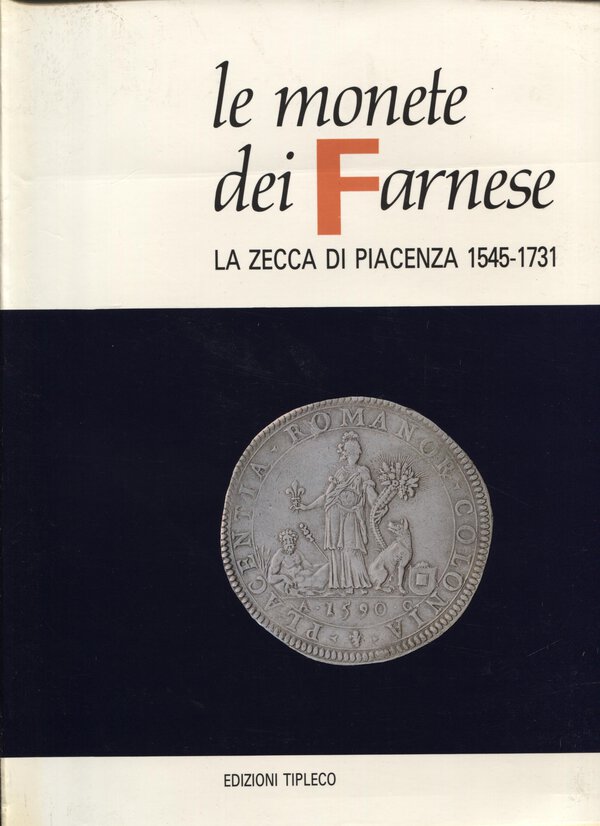 le monete
dei Farnese
LA ZECCA DI PIACENZA 1545-1731
PLACENTIA · ROMANOR · COLONIA
A · 1590 · C
EDIZIONI TIPLECO